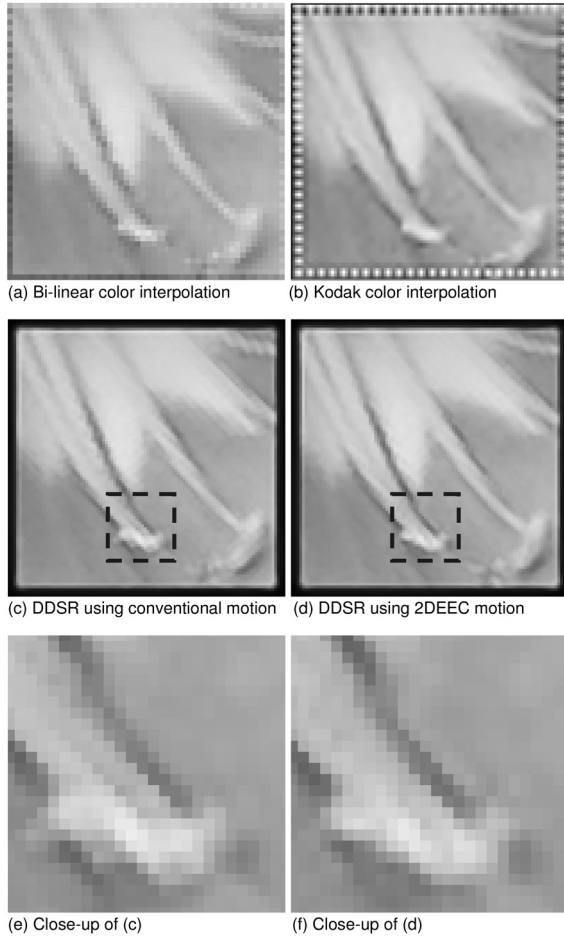 (a) Bi-linear color interpolation
(b) Kodak color interpolation
(c) DDSR using conventional motion
(d) DDSR using 2DEEC motion
(e) Close-up of (c)
(f) Close-up of (d)